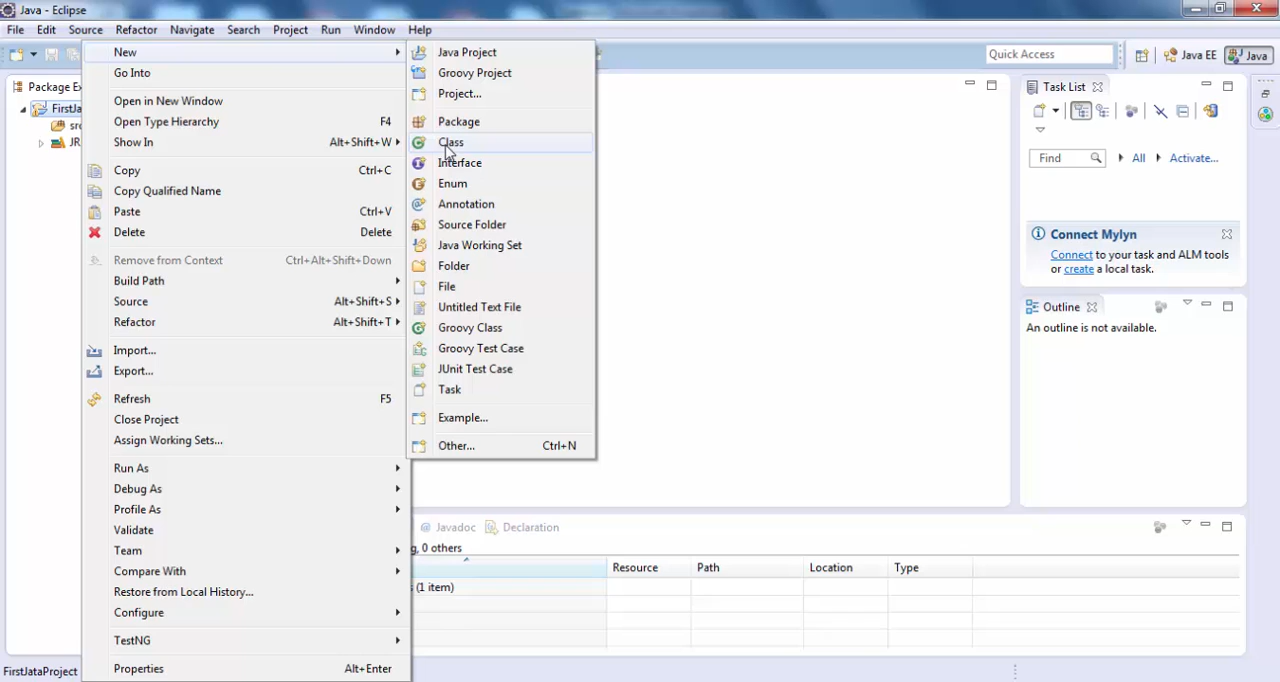 Java - Eclipse
File Edit Source Refactor Navigate Search Project Run Window Help
Quick Access
Java EE
Java
Package Ex
FirstJa
src
JR
New
Go Into
Open in New Window
Open Type Hierarchy F4
Show In Alt+Shift+W
Copy Ctrl+C
Copy Qualified Name
Paste Ctrl+V
Delete Delete
Remove from Context Ctrl+Alt+Shift+Down
Build Path
Source Alt+Shift+S
Refactor Alt+Shift+T
Import...
Export...
Refresh F5
Close Project
Assign Working Sets...
Run As
Debug As
Profile As
Validate
Team
Compare With
Restore from Local History...
Configure
TestNG
Properties Alt+Enter
Java Project
Groovy Project
Project...
Package
Class
Interface
Enum
Annotation
Source Folder
Java Working Set
Folder
File
Untitled Text File
Groovy Class
Groovy Test Case
JUnit Test Case
Task
Example...
Other... Ctrl+N
Task List
Find All Activate...
Connect Mylyn
Connect to your task and ALM tools
or create a local task.
Outline
An outline is not available.
@ Javadoc Declaration
g, 0 others
Resource Path Location Type
s (1 item)
FirstJataProject